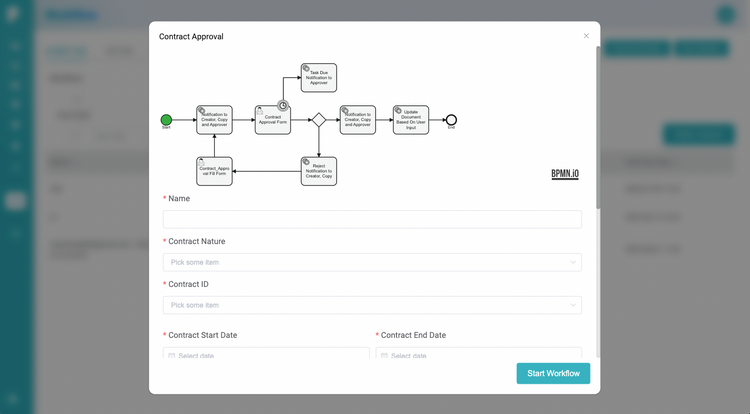 Contract Approval
Task Due
Notification to
Approver
Notification to
Creator, Copy
and Approver
Contract
Approval Form
Notification to
Creator, Copy
and Approver
Update
Document
Based On User
Input
Start
End
Contract_Appro
val Fill Form
Reject
Notification to
Creator, Copy
BPMN.iO
* Name
* Contract Nature
Pick some item
* Contract ID
Pick some item
* Contract Start Date
* Contract End Date
Select date
Select date
Start Workflow